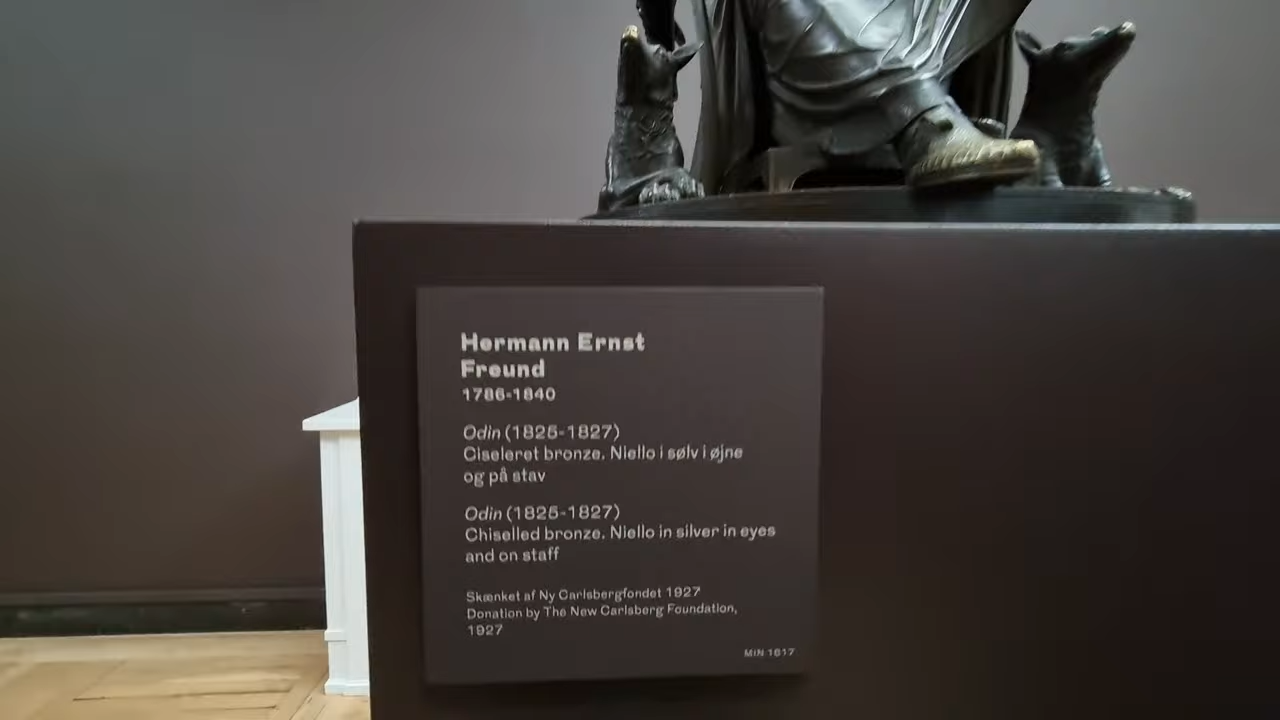 Hermann Ernst
Freund
1786-1840
Odin (1825-1827)
Ciseleret bronze. Niello i sølv i øjne
og på stav
Odin (1825-1827)
Chiselled bronze. Niello in silver in eyes
and on staff
Skænket af Ny Carlsbergfondet 1927
Donation by The New Carlsberg Foundation,
1927
MIN 1617